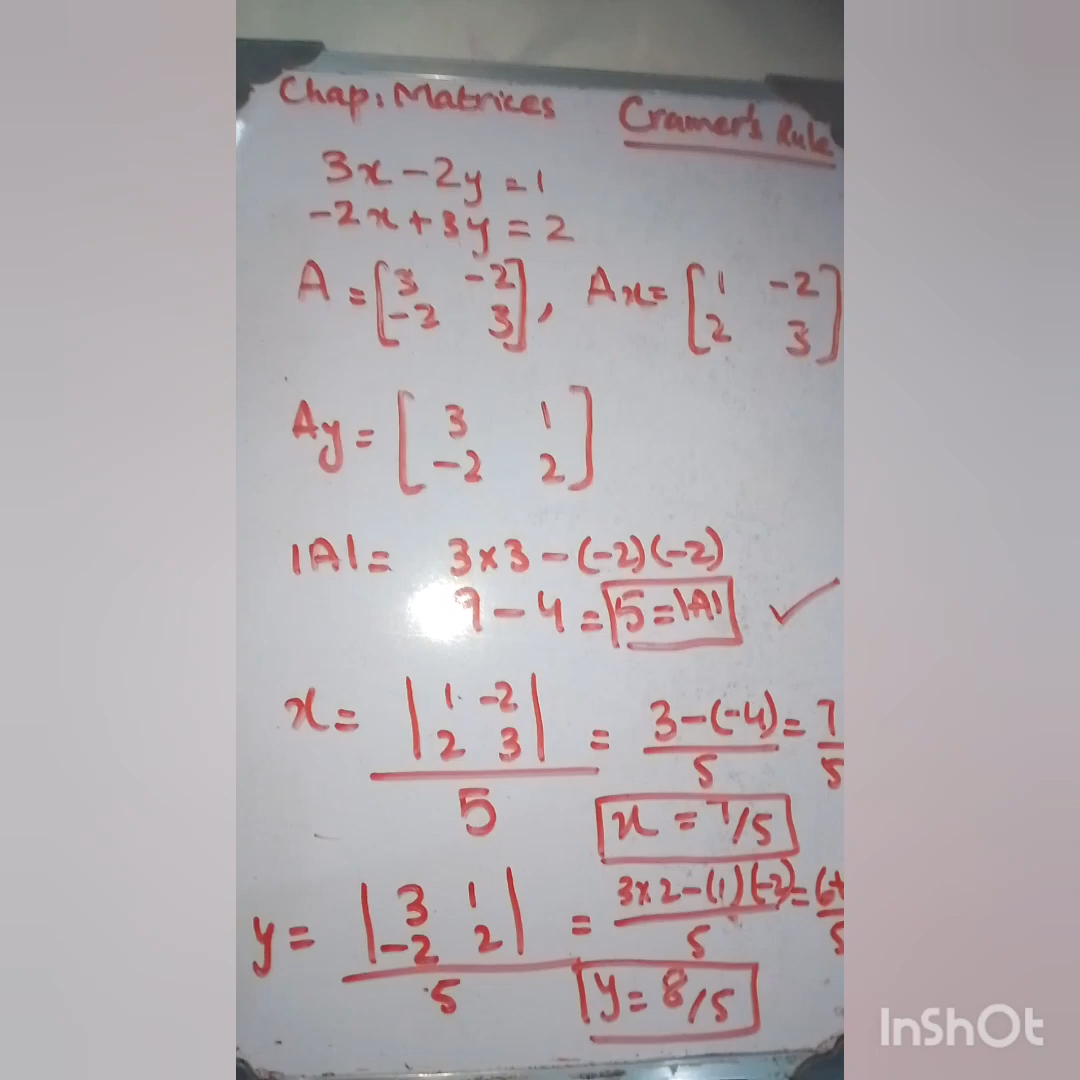 Chap: Matrices Cramer's Rule
3x - 2y = 1
-2x + 3y = 2
A = [3 -2
-2 3], Ax = [1 -2
2 3]
Ay = [3 1
-2 2]
|A| = 3×3 - (-2)(-2)
9 - 4 = 5 = |A| ✓
x = |1 -2
2 3| / 5 = 3-(-4) / 5 = 7/5
x = 7/5
y = |3 1
-2 2| / 5 = 3×2-(1)(-2) / 5 = (6+ / 5
y = 8/5
InShOt